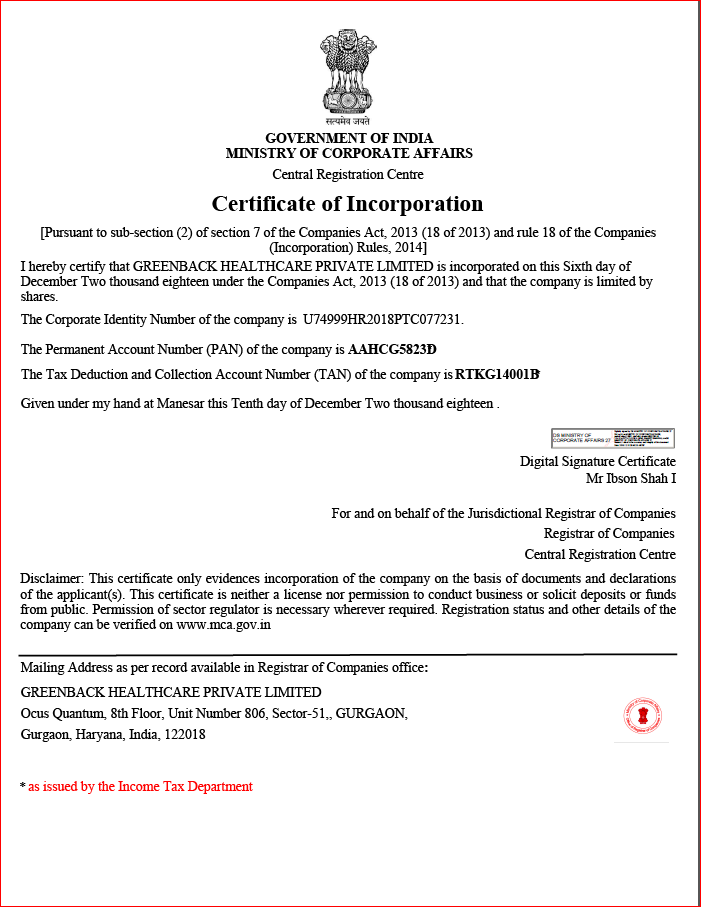 सत्यमेव जयते
GOVERNMENT OF INDIA
MINISTRY OF CORPORATE AFFAIRS
Central Registration Centre
Certificate of Incorporation
[Pursuant to sub-section (2) of section 7 of the Companies Act, 2013 (18 of 2013) and rule 18 of the Companies
(Incorporation) Rules, 2014]
I hereby certify that GREENBACK HEALTHCARE PRIVATE LIMITED is incorporated on this Sixth day of
December Two thousand eighteen under the Companies Act, 2013 (18 of 2013) and that the company is limited by
shares.
The Corporate Identity Number of the company is U74999HR2018PTC077231.
The Permanent Account Number (PAN) of the company is AAHCG5823D
The Tax Deduction and Collection Account Number (TAN) of the company is RTKG14001B*
Given under my hand at Manesar this Tenth day of December Two thousand eighteen .
DS MINISTRY OF
CORPORATE AFFAIRS 27
Digital Signature Certificate
Mr Ibson Shah I
For and on behalf of the Jurisdictional Registrar of Companies
Registrar of Companies
Central Registration Centre
Disclaimer: This certificate only evidences incorporation of the company on the basis of documents and declarations
of the applicant(s). This certificate is neither a license nor permission to conduct business or solicit deposits or funds
from public. Permission of sector regulator is necessary wherever required. Registration status and other details of the
company can be verified on www.mca.gov.in
Mailing Address as per record available in Registrar of Companies office:
GREENBACK HEALTHCARE PRIVATE LIMITED
Ocus Quantum, 8th Floor, Unit Number 806, Sector-51,, GURGAON,
Gurgaon, Haryana, India, 122018
* as issued by the Income Tax Department